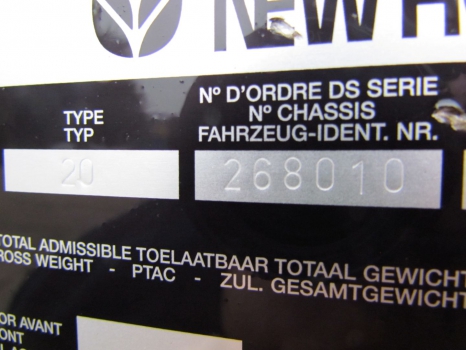 NEW H
TYPE
TYP
20
Nº D'ORDRE DS SERIE
Nº CHASSIS
FAHRZEUG-IDENT. NR.
268010
TOTAL ADMISSIBLE TOELAATBAAR TOTAAL GEWICHT
ROSS WEIGHT - PTAC - ZUL. GESAMTGEWICHT
OR AVANT
ONT